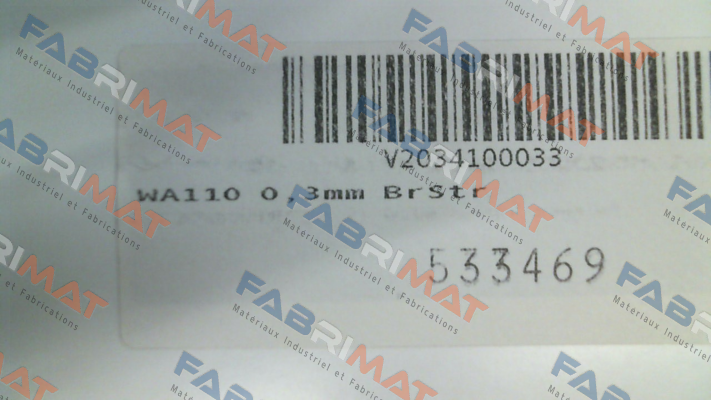 V2034100033
WA110 0,3mm BrStr
533469
FABRIMAT
Matériaux Industriel et Fabrications